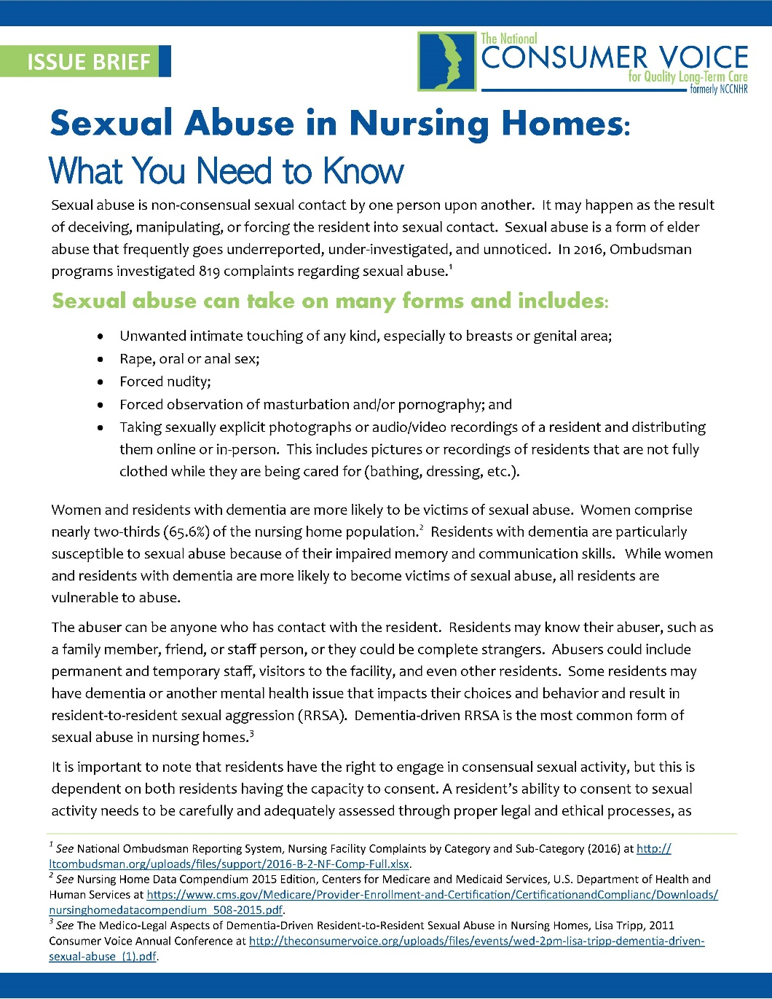 ISSUE BRIEF
The National
CONSUMER VOICE
for Quality Long-Term Care
formerly NCCNHR
Sexual Abuse in Nursing Homes:
What You Need to Know
Sexual abuse is non-consensual sexual contact by one person upon another.  It may happen as the result
of deceiving, manipulating, or forcing the resident into sexual contact.  Sexual abuse is a form of elder
abuse that frequently goes underreported, under-investigated, and unnoticed.  In 2016, Ombudsman
programs investigated 819 complaints regarding sexual abuse.¹
Sexual abuse can take on many forms and includes:
• Unwanted intimate touching of any kind, especially to breasts or genital area;
• Rape, oral or anal sex;
• Forced nudity;
• Forced observation of masturbation and/or pornography; and
• Taking sexually explicit photographs or audio/video recordings of a resident and distributing
them online or in-person.  This includes pictures or recordings of residents that are not fully
clothed while they are being cared for (bathing, dressing, etc.).
Women and residents with dementia are more likely to be victims of sexual abuse.  Women comprise
nearly two-thirds (65.6%) of the nursing home population.²  Residents with dementia are particularly
susceptible to sexual abuse because of their impaired memory and communication skills.   While women
and residents with dementia are more likely to become victims of sexual abuse, all residents are
vulnerable to abuse.
The abuser can be anyone who has contact with the resident.  Residents may know their abuser, such as
a family member, friend, or staff person, or they could be complete strangers.  Abusers could include
permanent and temporary staff, visitors to the facility, and even other residents.  Some residents may
have dementia or another mental health issue that impacts their choices and behavior and result in
resident-to-resident sexual aggression (RRSA).  Dementia-driven RRSA is the most common form of
sexual abuse in nursing homes.³
It is important to note that residents have the right to engage in consensual sexual activity, but this is
dependent on both residents having the capacity to consent. A resident's ability to consent to sexual
activity needs to be carefully and adequately assessed through proper legal and ethical processes, as
¹ See National Ombudsman Reporting System, Nursing Facility Complaints by Category and Sub-Category (2016) at http://
ltcombudsman.org/uploads/files/support/2016-B-2-NF-Comp-Full.xlsx.
² See Nursing Home Data Compendium 2015 Edition, Centers for Medicare and Medicaid Services, U.S. Department of Health and
Human Services at https://www.cms.gov/Medicare/Provider-Enrollment-and-Certification/CertificationandComplianc/Downloads/
nursinghomedatacompendium_508-2015.pdf.
³ See The Medico-Legal Aspects of Dementia-Driven Resident-to-Resident Sexual Abuse in Nursing Homes, Lisa Tripp, 2011
Consumer Voice Annual Conference at http://theconsumervoice.org/uploads/files/events/wed-2pm-lisa-tripp-dementia-driven-
sexual-abuse_(1).pdf.